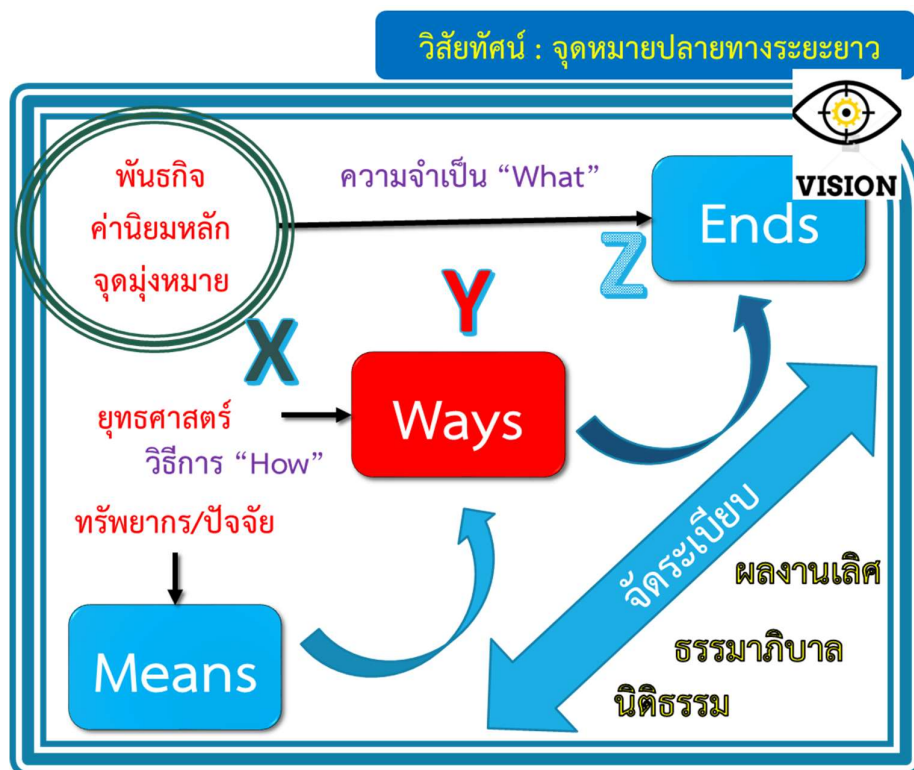 วิสัยทัศน์ : จุดหมายปลายทางระยะยาว
VISION
พันธกิจ
ค่านิยมหลัก
จุดมุ่งหมาย
ความจำเป็น “What”
Ends
Z
Y
X
ยุทธศาสตร์
วิธีการ “How”
Ways
ทรัพยากร/ปัจจัย
Means
จัดระเบียบ
ผลงานเลิศ
ธรรมาภิบาล
นิติธรรม